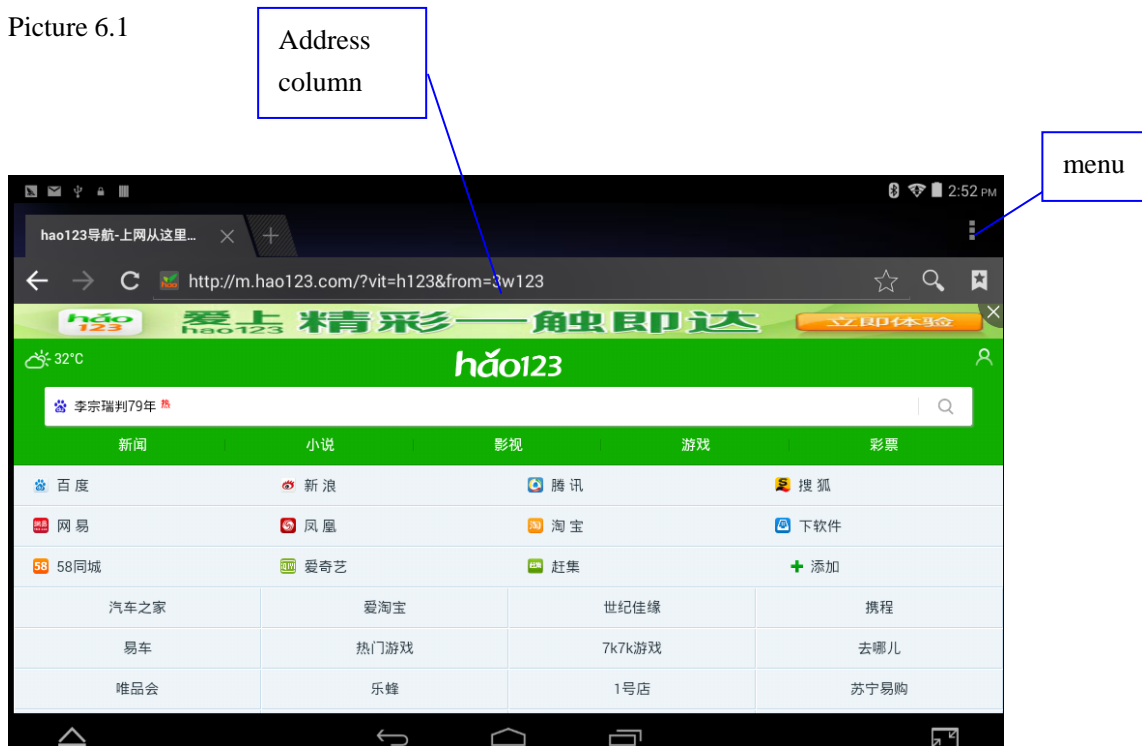 Picture 6.1
Address
column
menu
2:52 PM
hao123导航-上网从这里...
http://m.hao123.com/?vit=h123&from=3w123
hǎo
123
爱上
hao123
精彩一触即达
立即体验
32°C
hǎo123
李宗瑞判79年 热
新闻 小说 影视 游戏 彩票
百度 新浪 腾讯 搜狐
网易 凤凰 淘宝 下软件
58 58同城 爱奇艺 赶集 添加
汽车之家 爱淘宝 世纪佳缘 携程
易车 热门游戏 7k7k游戏 去哪儿
唯品会 乐蜂 1号店 苏宁易购